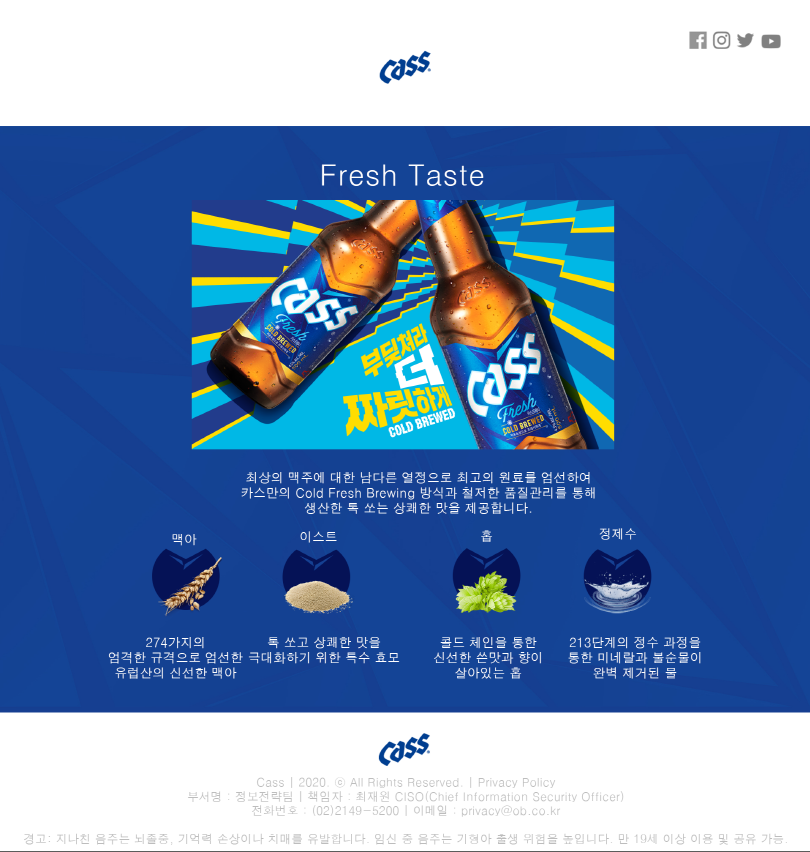 Cass
Fresh Taste
Cass
Cass
Fresh
COLD BREWED
Cass
Cass
Fresh
COLD BREWED
부딪쳐라
더
짜릿하게
COLD BREWED
최상의 맥주에 대한 남다른 열정으로 최고의 원료를 엄선하여
카스만의 Cold Fresh Brewing 방식과 철저한 품질관리를 통해
생산한 톡 쏘는 상쾌한 맛을 제공합니다.
맥아
이스트
홉
정제수
274가지의
엄격한 규격으로 엄선한
유럽산의 신선한 맥아
톡 쏘고 상쾌한 맛을
극대화하기 위한 특수 효모
콜드 체인을 통한
신선한 쓴맛과 향이
살아있는 홉
213단계의 정수 과정을
통한 미네랄과 불순물이
완벽 제거된 물
Cass
Cass | 2020. ⓒ All Rights Reserved. | Privacy Policy
부서명 : 정보전략팀 | 책임자 : 최재원 CISO(Chief Information Security Officer)
전화번호 : (02)2149-5200 | 이메일 : privacy@ob.co.kr
경고: 지나친 음주는 뇌졸중, 기억력 손상이나 치매를 유발합니다. 임신 중 음주는 기형아 출생 위험을 높입니다. 만 19세 이상 이용 및 공유 가능.